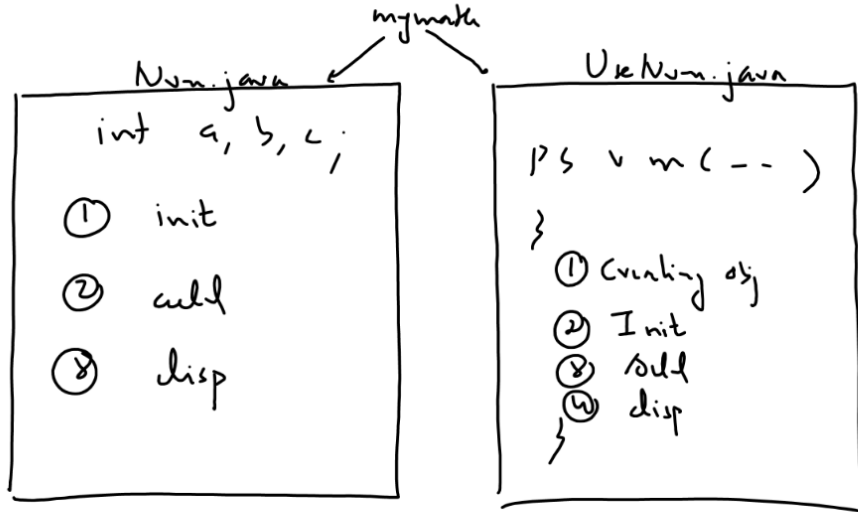 mymath
Num.java
int a, b, c;
① init
② add
③ disp
UseNum.java
p s v m ( -- )
}
① Creating obj
② Init
③ add
④ disp
}